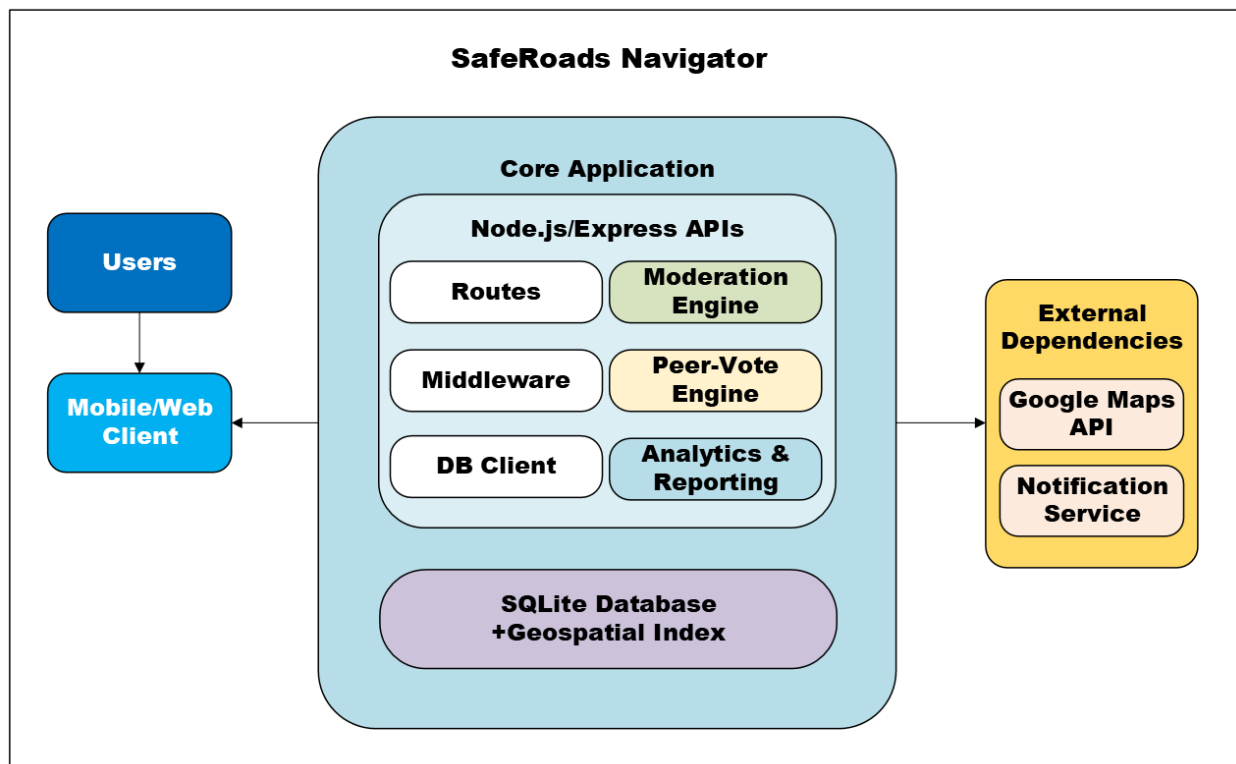 SafeRoads Navigator
Users
Mobile/Web
Client
Core Application
Node.js/Express APIs
Routes
Moderation
Engine
Middleware
Peer-Vote
Engine
DB Client
Analytics &
Reporting
SQLite Database
+Geospatial Index
External
Dependencies
Google Maps
API
Notification
Service